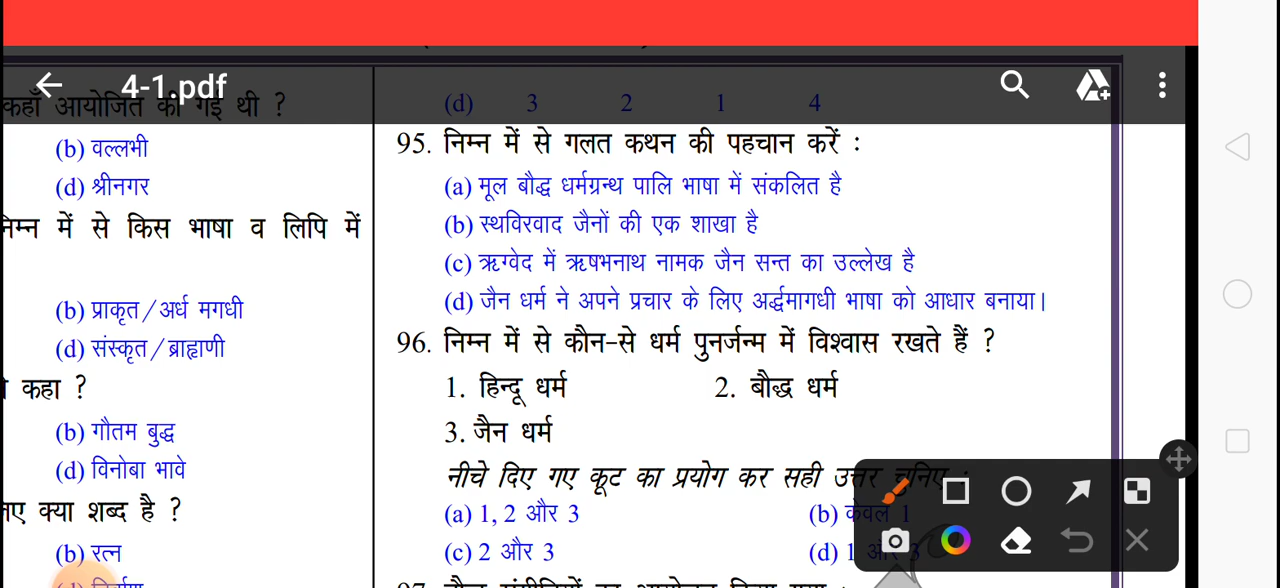 4-1.pdf
कहाँ आयोजित की गई थी ?
(b) वल्लभी
(d) श्रीनगर
निम्न में से किस भाषा व लिपि में
(b) प्राकृत/अर्ध मगधी
(d) संस्कृत/ब्राह्मणी
कहा ?
(b) गौतम बुद्ध
(d) विनोबा भावे
क्या शब्द है ?
(b) रत्न
(d) 3 2 1 4
95. निम्न में से गलत कथन की पहचान करें :
(a) मूल बौद्ध धर्मग्रन्थ पालि भाषा में संकलित है
(b) स्थविरवाद जैनों की एक शाखा है
(c) ऋग्वेद में ऋषभनाथ नामक जैन सन्त का उल्लेख है
(d) जैन धर्म ने अपने प्रचार के लिए अर्द्धमागधी भाषा को आधार बनाया।
96. निम्न में से कौन-से धर्म पुनर्जन्म में विश्वास रखते हैं ?
1. हिन्दू धर्म 2. बौद्ध धर्म
3. जैन धर्म
नीचे दिए गए कूट का प्रयोग कर सही उत्तर चुनिए :
(a) 1, 2 और 3 (b) केवल 1
(c) 2 और 3 (d) 1 और 3